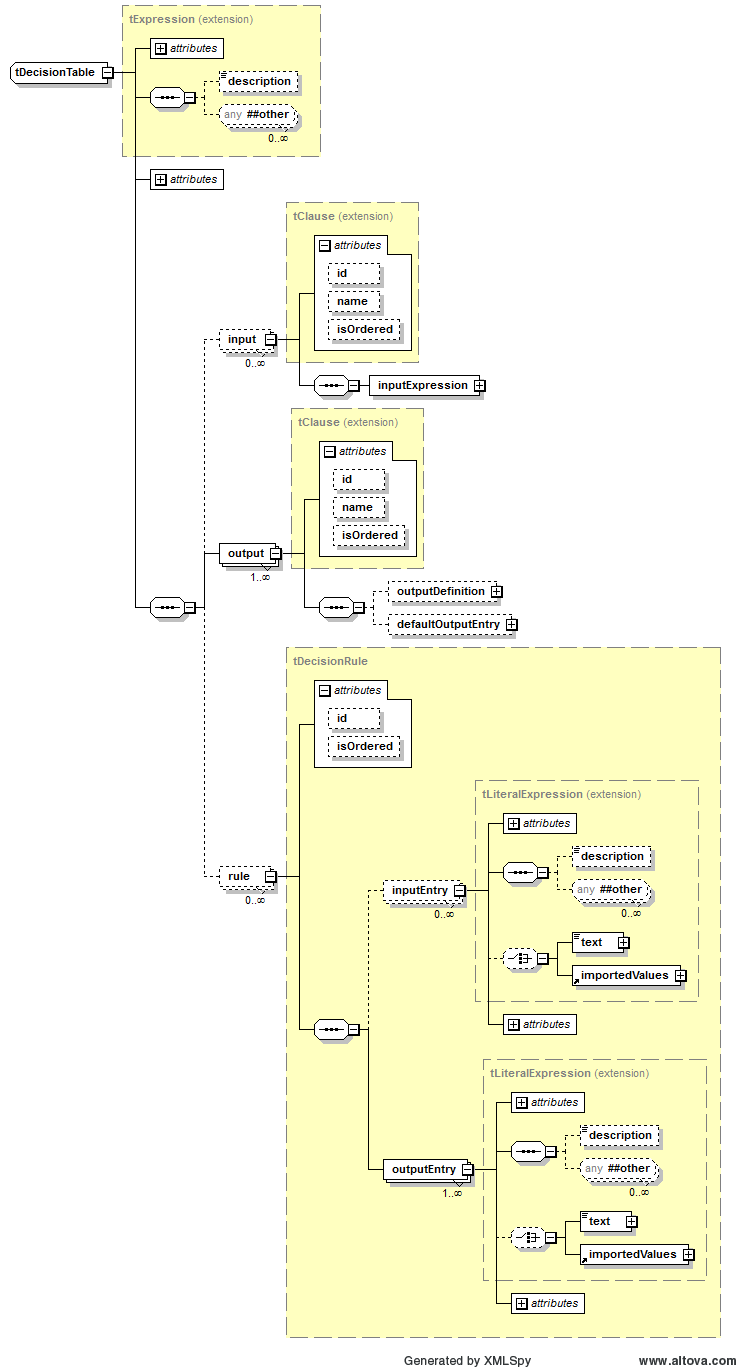 tExpression (extension)
attributes
tDecisionTable
description
any ##other
0..∞
attributes
tClause (extension)
attributes
id
name
isOrdered
input
0..∞
inputExpression
tClause (extension)
attributes
id
name
isOrdered
output
1..∞
outputDefinition
defaultOutputEntry
tDecisionRule
attributes
id
isOrdered
rule
0..∞
tLiteralExpression (extension)
attributes
description
any ##other
0..∞
inputEntry
0..∞
text
importedValues
attributes
tLiteralExpression (extension)
attributes
description
any ##other
0..∞
outputEntry
1..∞
text
importedValues
attributes
Generated by XMLSpy
www.altova.com